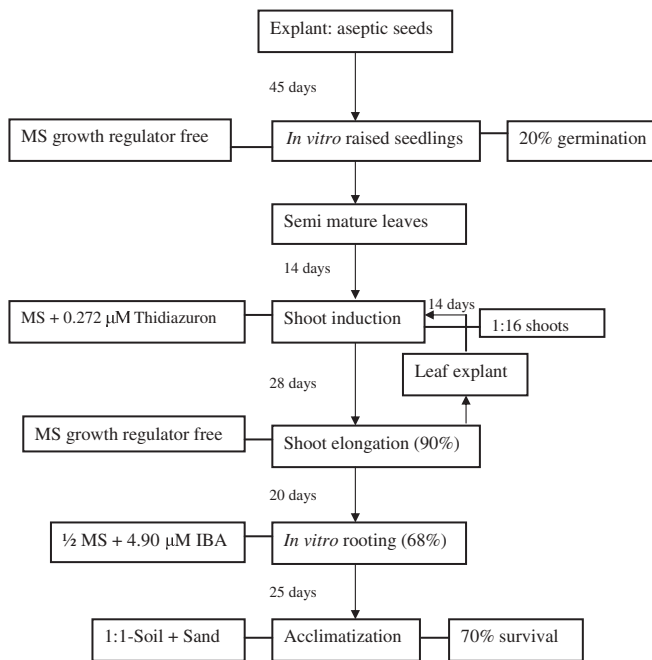 Explant: aseptic seeds
45 days
MS growth regulator free
In vitro raised seedlings
20% germination
Semi mature leaves
14 days
MS + 0.272 µM Thidiazuron
Shoot induction
14 days
1:16 shoots
Leaf explant
28 days
MS growth regulator free
Shoot elongation (90%)
20 days
½ MS + 4.90 µM IBA
In vitro rooting (68%)
25 days
1:1-Soil + Sand
Acclimatization
70% survival